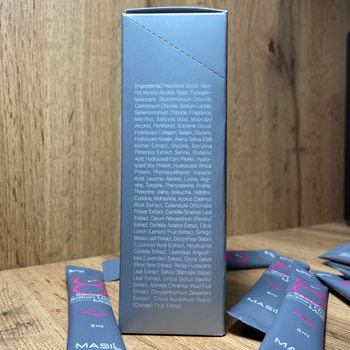 [Ingredients] Propylene Glycol, Alco-
hol, Myristyl Alcohol, Water, Cyclopen-
tasiloxane, Steartrimonium Chloride,
Cetrimonium Chloride, Sodium Lactate,
Behentrimonium Chloride, Fragrance,
Menthol, Salicylic acid, Isopropyl
Alcohol, Panthenol, Butylene Glycol,
Hydrolyzed Collagen, Gelatin, Glycerin,
Hydrolyzed Keratin, Avena Sativa (Oat)
Kernel Extract, Glycine, Spirulina
Platensis Extract, Serine, Glutamic
Acid, Hydrolyzed Corn Protein, Hydro-
lyzed Soy Protein, Hydrolyzed Wheat
Protein, Phenylethanol, Aspartic
Acid, Leucine, Alanine, Lysine, Argi-
nine, Tyrosine, Phenylalanine, Proline,
Threonine, Valine, Isoleucine, Histidine,
Cysteine, Methionine, Acorus Calamus
Root Extract, Calendula Officinalis
Flower Extract, Camellia Sinensis Leaf
Extract, Carum Petroselinum (Parsley)
Extract, Centella Asiatica Extract, Citrus
Limon (Lemon) Fruit Extract, Ginkgo
Biloba Leaf Extract, Glycyrrhiza Glabra
(Licorice) Root Extract, Houttuynia
Cordata Extract, Lavandula Angusti-
folia (Lavender) Extract, Oryza Sativa
(Rice) Bran Extract, Perilla Frutescens
Leaf Extract, Salvia Officinalis (Sage)
Leaf Extract, Urtica Dioica (Nettle)
Extract, Actinidia Chinensis (Kiwi) Fruit
Extract, Chrysanthemum Zawadskii
Extract, Citrus Aurantium Dulcis
(Orange) Fruit Extract
8ml
MASIL
8ml
MASIL